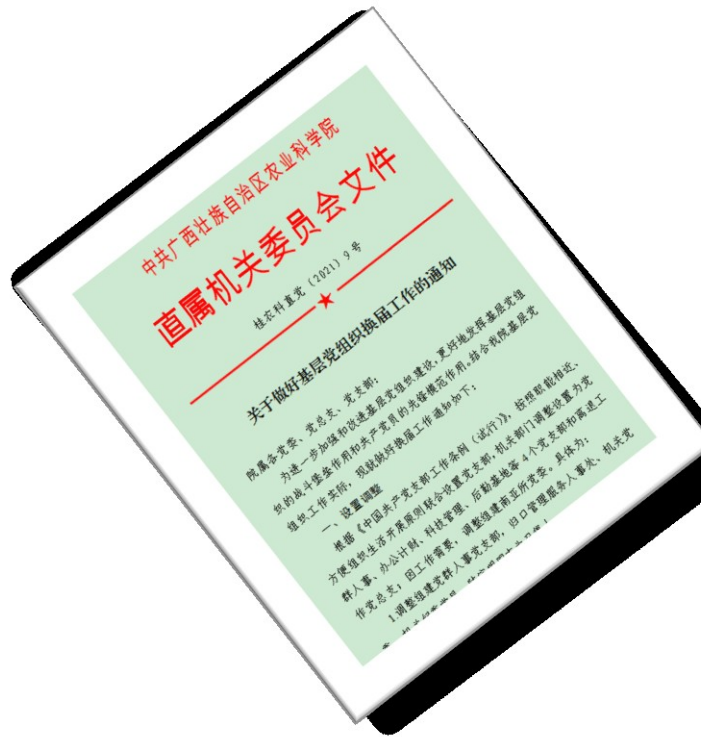 中共广西壮族自治区农业科学院
直属机关委员会文件
桂农科直党〔2021〕9号
关于做好基层党组织换届工作的通知
院属各党委、党总支、党支部：
为进一步加强和改进基层党组织建设，更好地发挥基层党组
织的战斗堡垒作用和共产党员的先锋模范作用。结合我院基层党
组织工作实际，现就做好换届工作通知如下：
一、设置调整
根据《中国共产党支部工作条例（试行）》，按照职能相近、
方便组织生活开展原则联合设置党支部，机关部门调整设置为党
群人事、办公计财、科技管理、后勤基地等4个党支部和离退工
作党总支；因工作需要，调整组建南亚所党委。具体为：
1.调整组建党群人事党支部，归口管理服务人事处、机关党